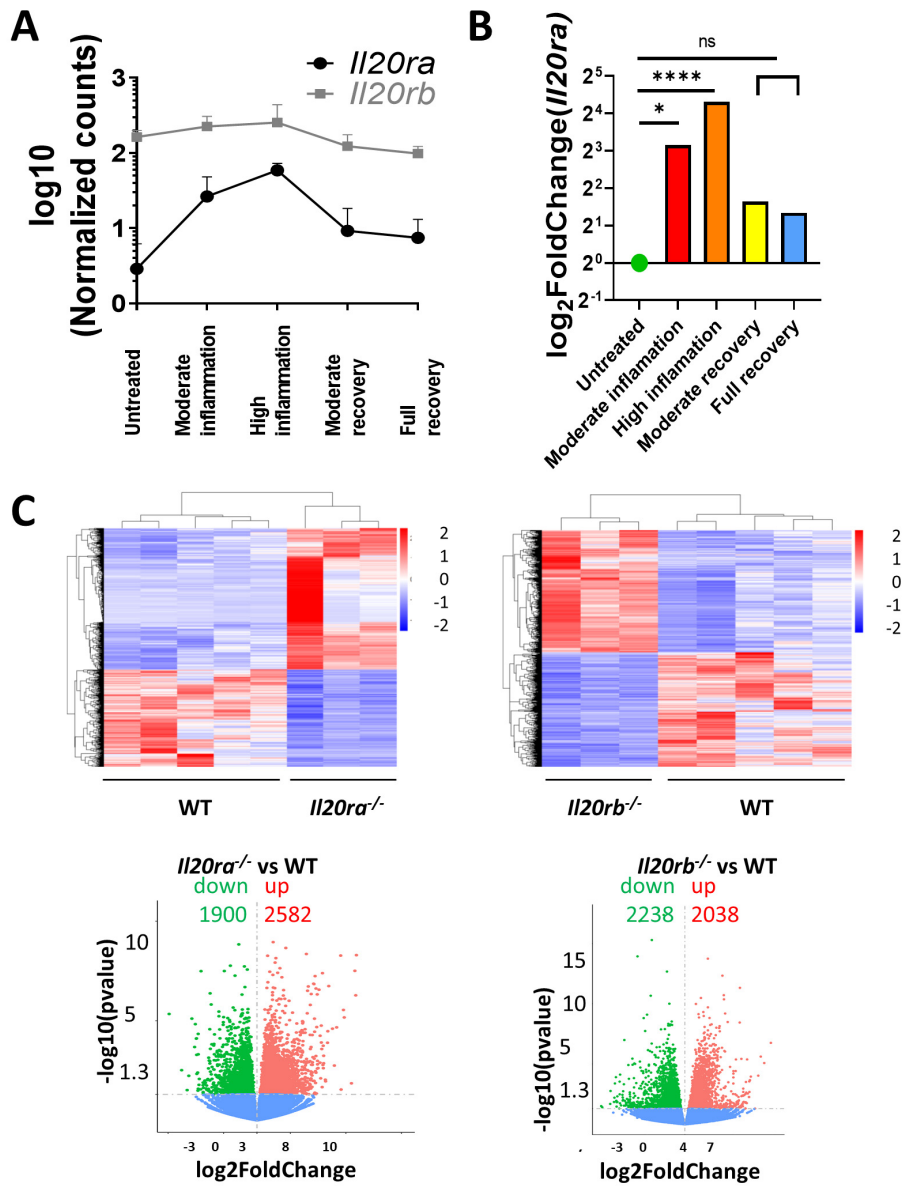 A
Il20ra
Il20rb
log10
(Normalized counts)
3
2
1
0
Untreated
Moderate
inflammation
High
inflammation
Moderate
recovery
Full
recovery
B
ns
****
*
log2FoldChange(Il20ra)
2^5
2^4
2^3
2^2
2^1
2^0
2^-1
Untreated
Moderate inflamation
High inflamation
Moderate recovery
Full recovery
C
2
1
0
-1
-2
WT
Il20ra-/-
2
1
0
-1
-2
Il20rb-/-
WT
Il20ra-/- vs WT
down up
1900 2582
-log10(pvalue)
10
5
1.3
-3 0 3 8 10
log2FoldChange
Il20rb-/- vs WT
down up
2238 2038
-log10(pvalue)
15
10
5
1.3
-3 0 4 7
log2FoldChange